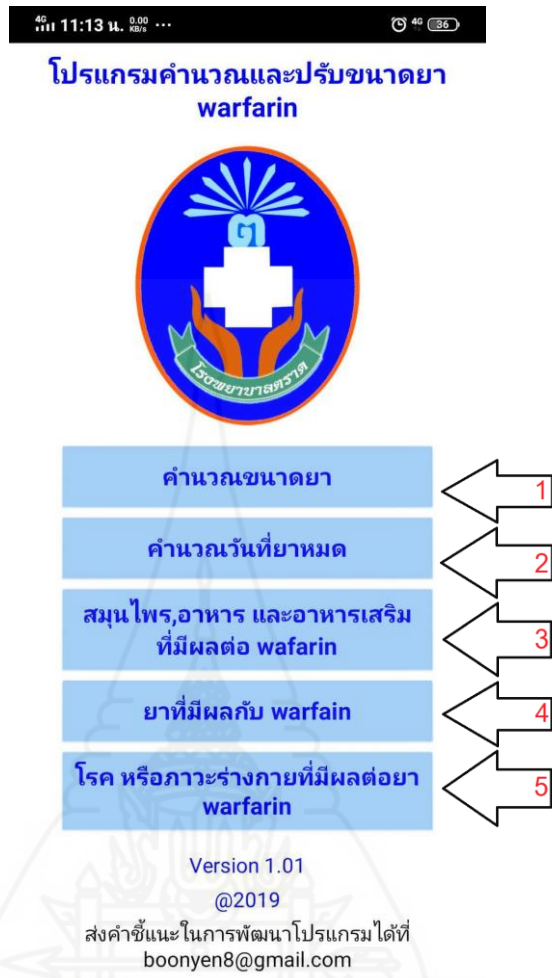 4G 11:13 น. 0.00 KB/s ... 4G 36
โปรแกรมคำนวณและปรับขนาดยา
warfarin
ต
โรงพยาบาลตราด
คำนวณขนาดยา
1
คำนวณวันที่ยาหมด
2
สมุนไพร,อาหาร และอาหารเสริม
ที่มีผลต่อ wafarin
3
ยาที่มีผลกับ warfain
4
โรค หรือภาวะร่างกายที่มีผลต่อยา
warfarin
5
Version 1.01
@2019
ส่งคำชี้แนะในการพัฒนาโปรแกรมได้ที่
boonyen8@gmail.com